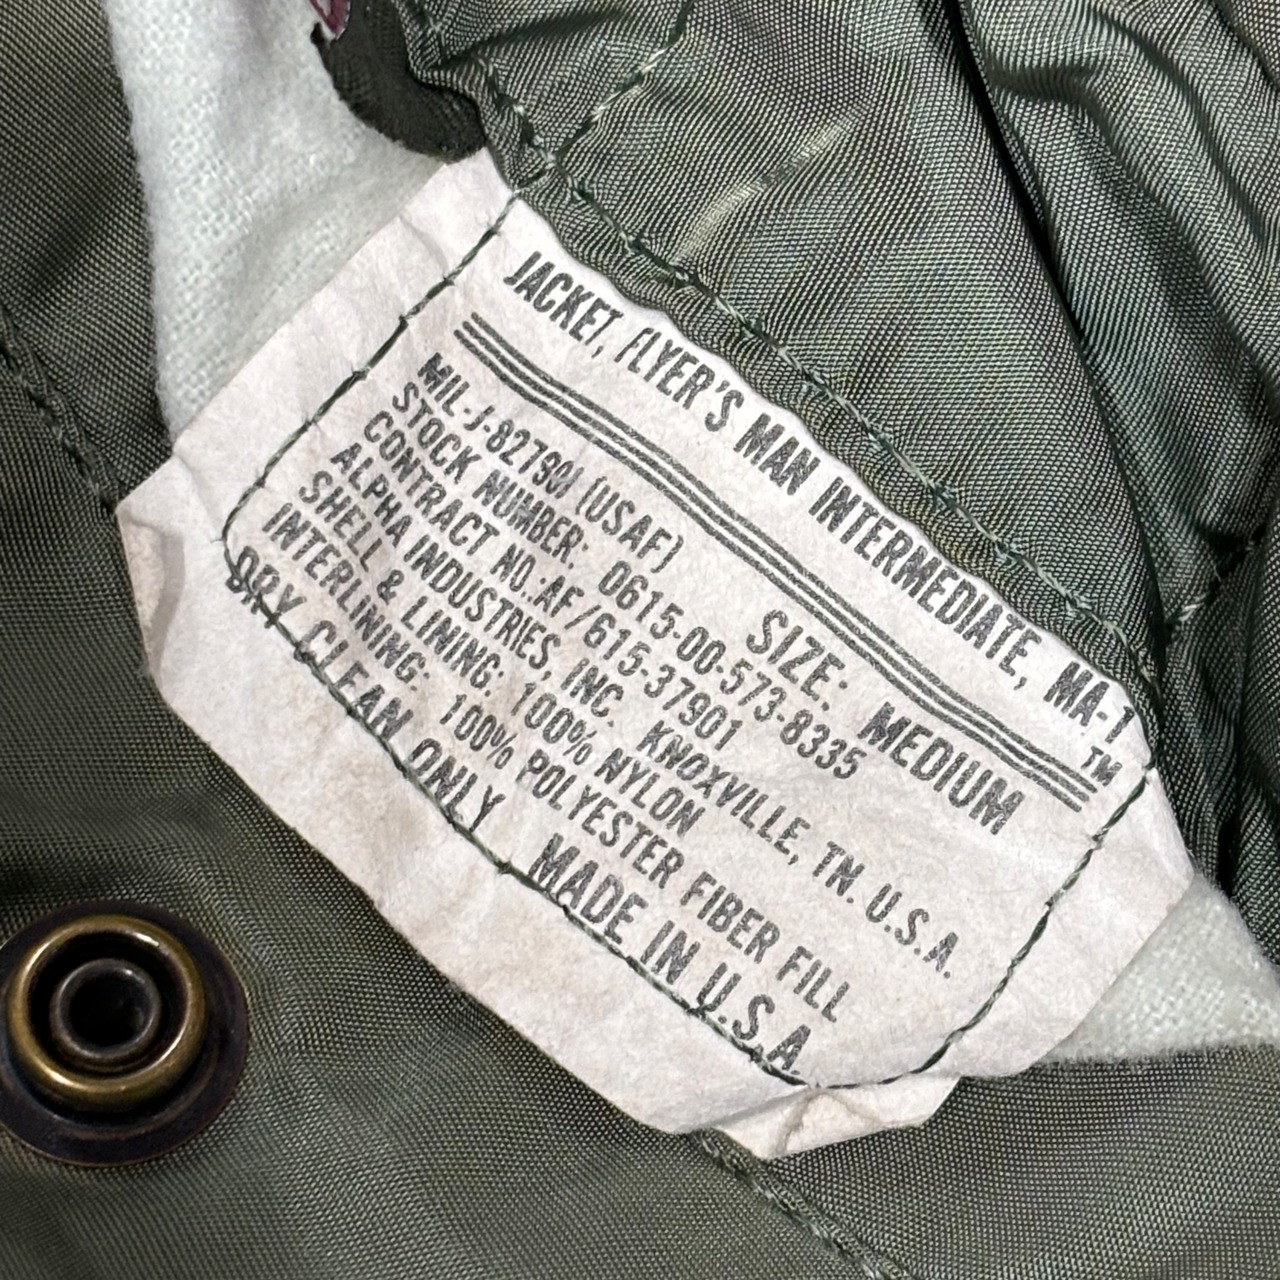 JACKET, FLYER'S MAN INTERMEDIATE, MA-1
TM
SIZE: MEDIUM
MIL-J-8279 (USAF)
STOCK NUMBER: 0615-00-573-8335
CONTRACT NO.:AF/615-37901
ALPHA INDUSTRIES, INC. KNOXVILLE, TN. U.S.A.
SHELL & LINING: 100% NYLON
INTERLINING: 100% POLYESTER FIBER FILL
DRY CLEAN ONLY MADE IN U.S.A.